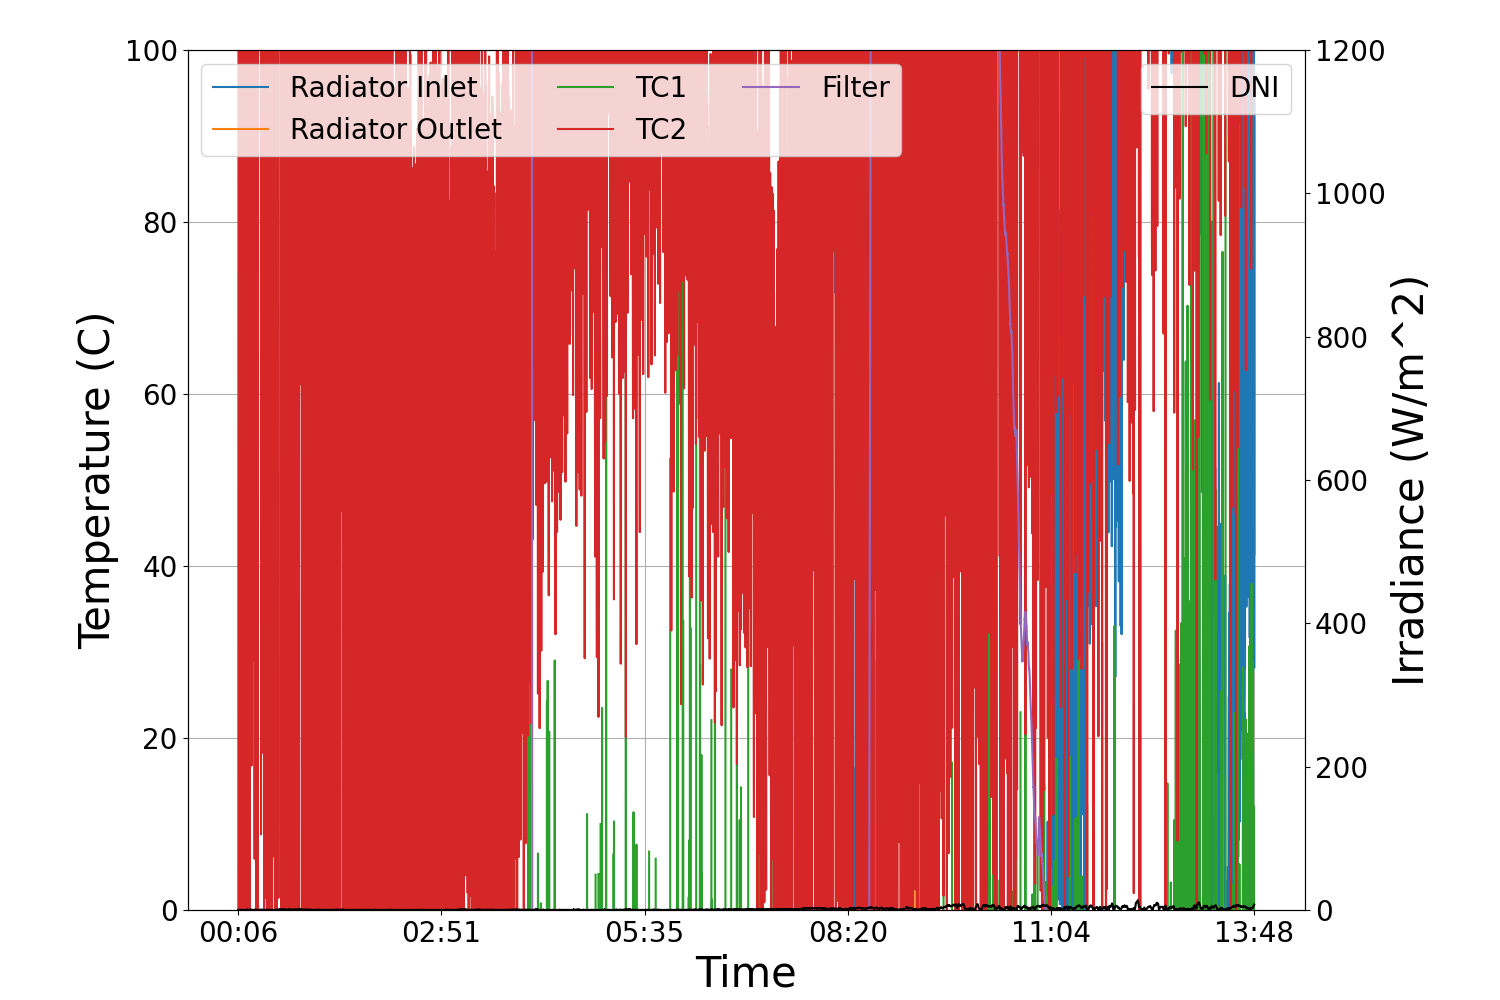 100
80
60
40
20
0
Temperature (C)
Radiator Inlet
Radiator Outlet
TC1
TC2
Filter
DNI
1200
1000
800
600
400
200
0
Irradiance (W/m^2)
00:06
02:51
05:35
08:20
11:04
13:48
Time